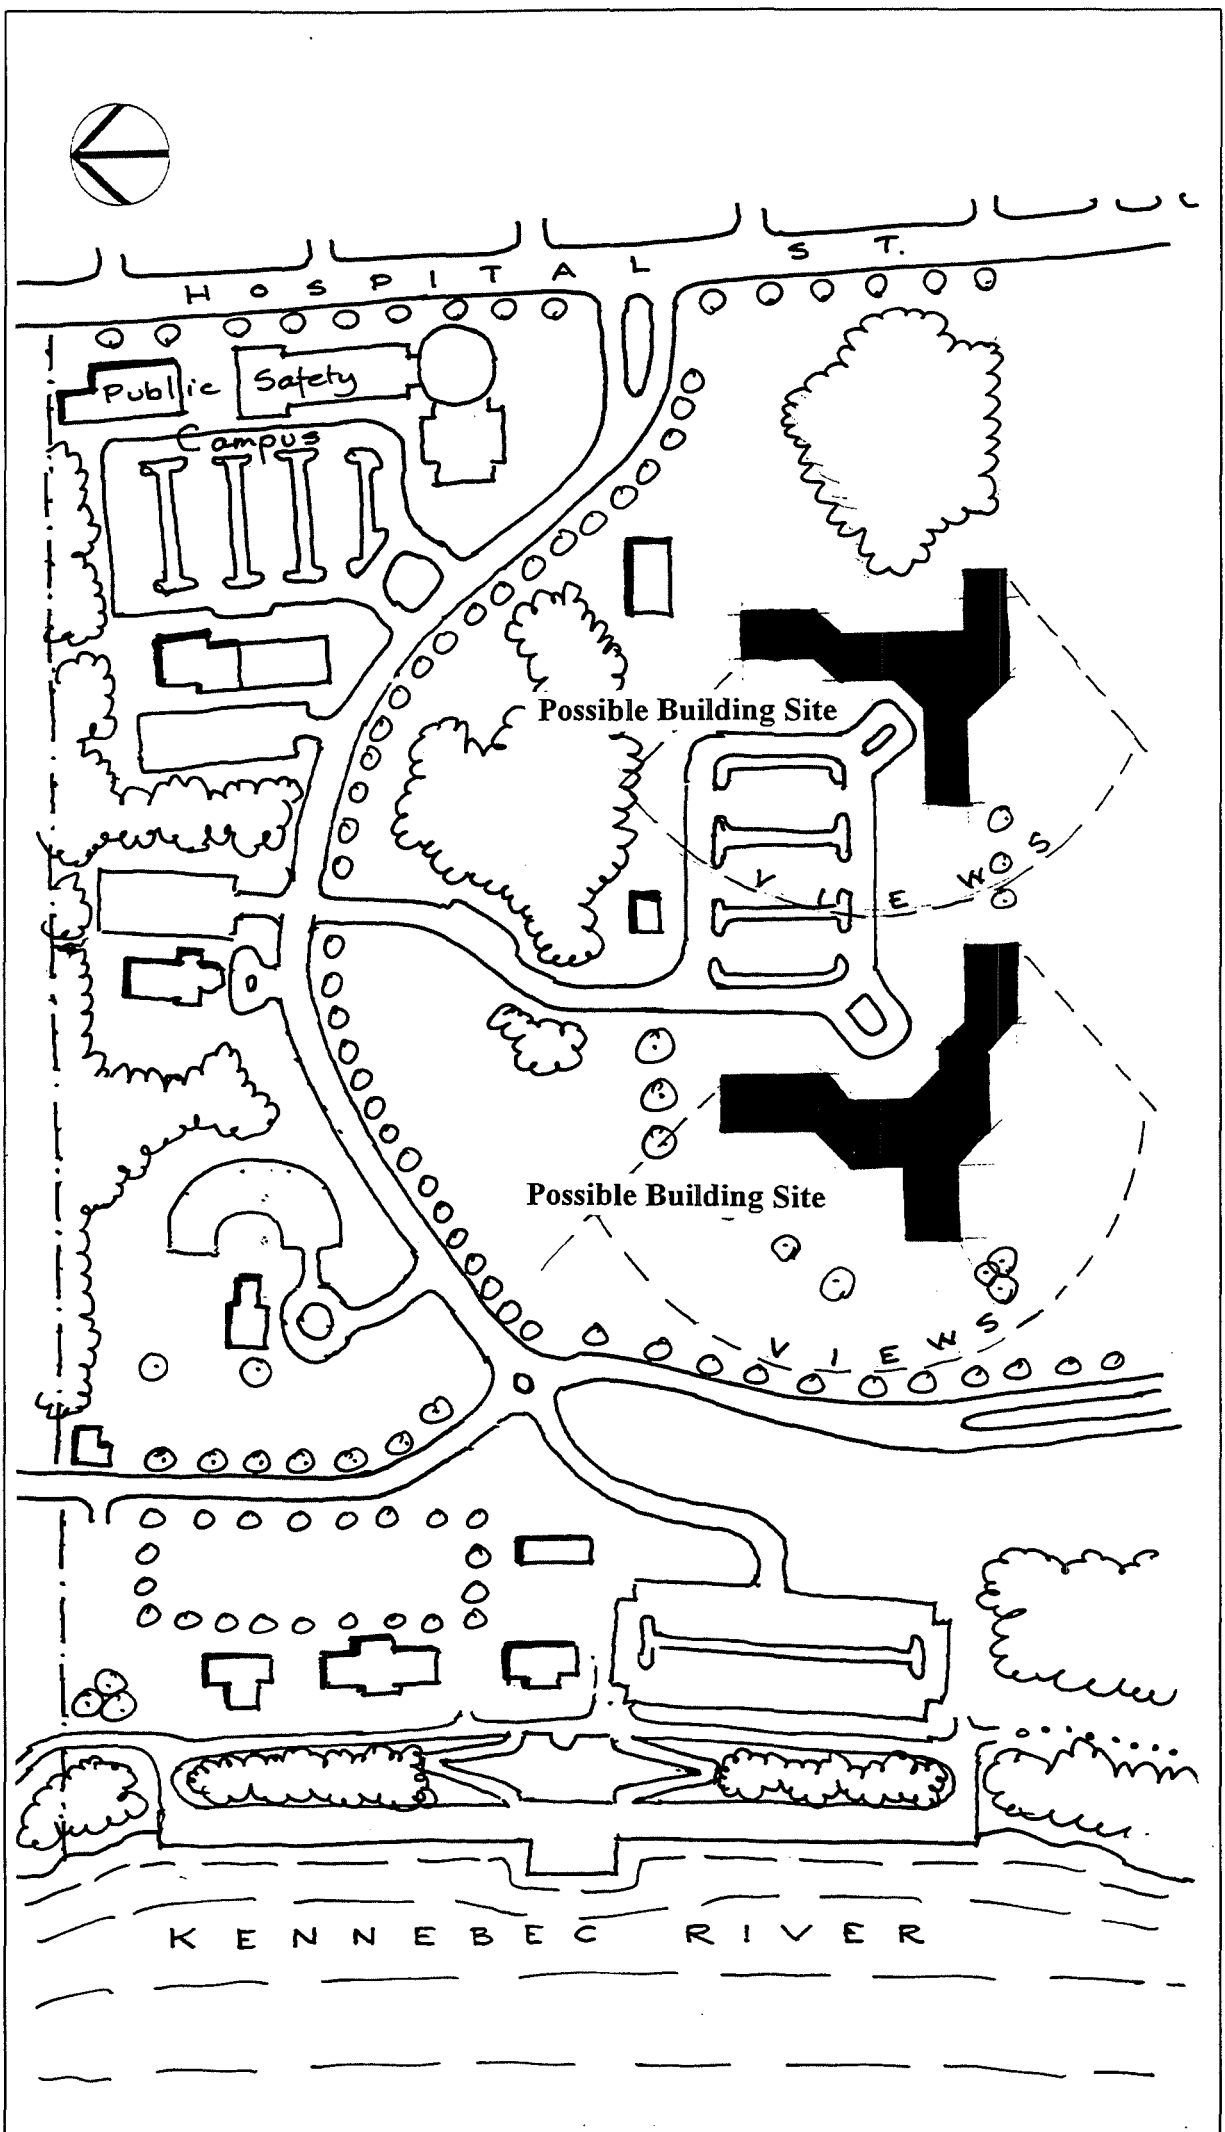 HOSPITAL ST.
Public Safety
Campus
Possible Building Site
VIEWS
Possible Building Site
VIEWS
KENNEBEC RIVER